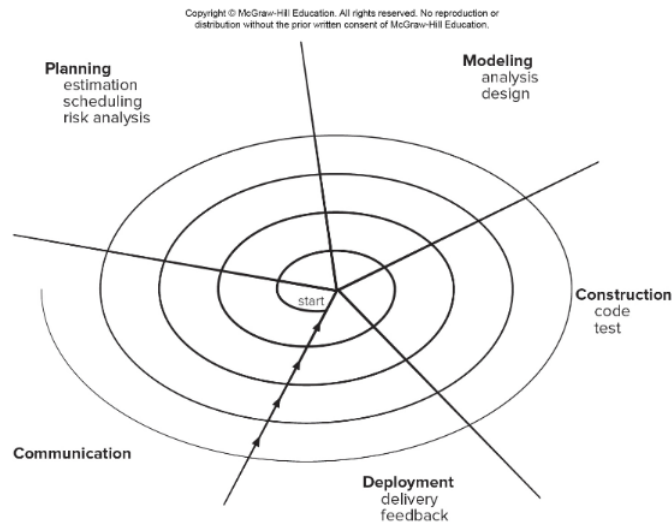 Copyright © McGraw-Hill Education. All rights reserved. No reproduction or
distribution without the prior written consent of McGraw-Hill Education.
Planning
estimation
scheduling
risk analysis
Modeling
analysis
design
start
Construction
code
test
Communication
Deployment
delivery
feedback